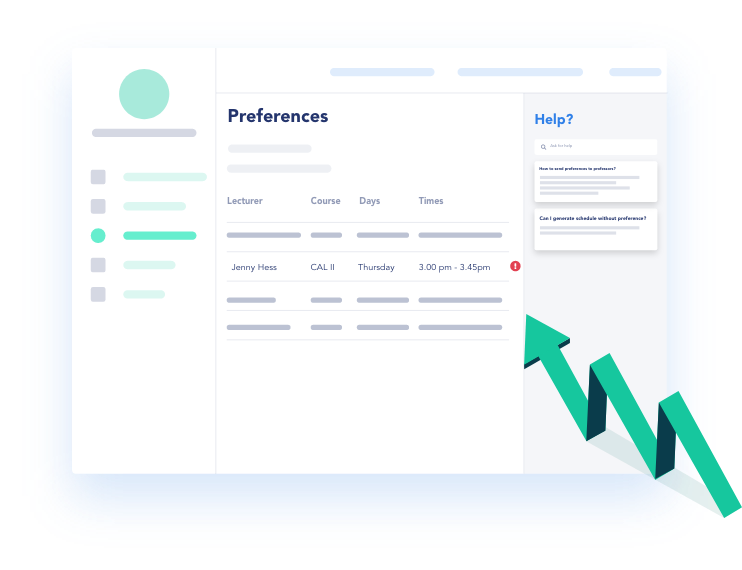 Preferences
Help?
Ask for help
How to send preferences to professors?
Can I generate schedule without preference?
Lecturer Course Days Times
Jenny Hess CAL II Thursday 3.00 pm - 3.45pm
!